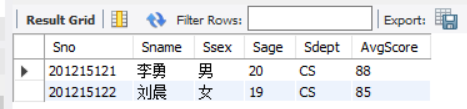 Result Grid Filter Rows: Export:
Sno Sname Ssex Sage Sdept AvgScore
201215121 李勇 男 20 CS 88
201215122 刘晨 女 19 CS 85